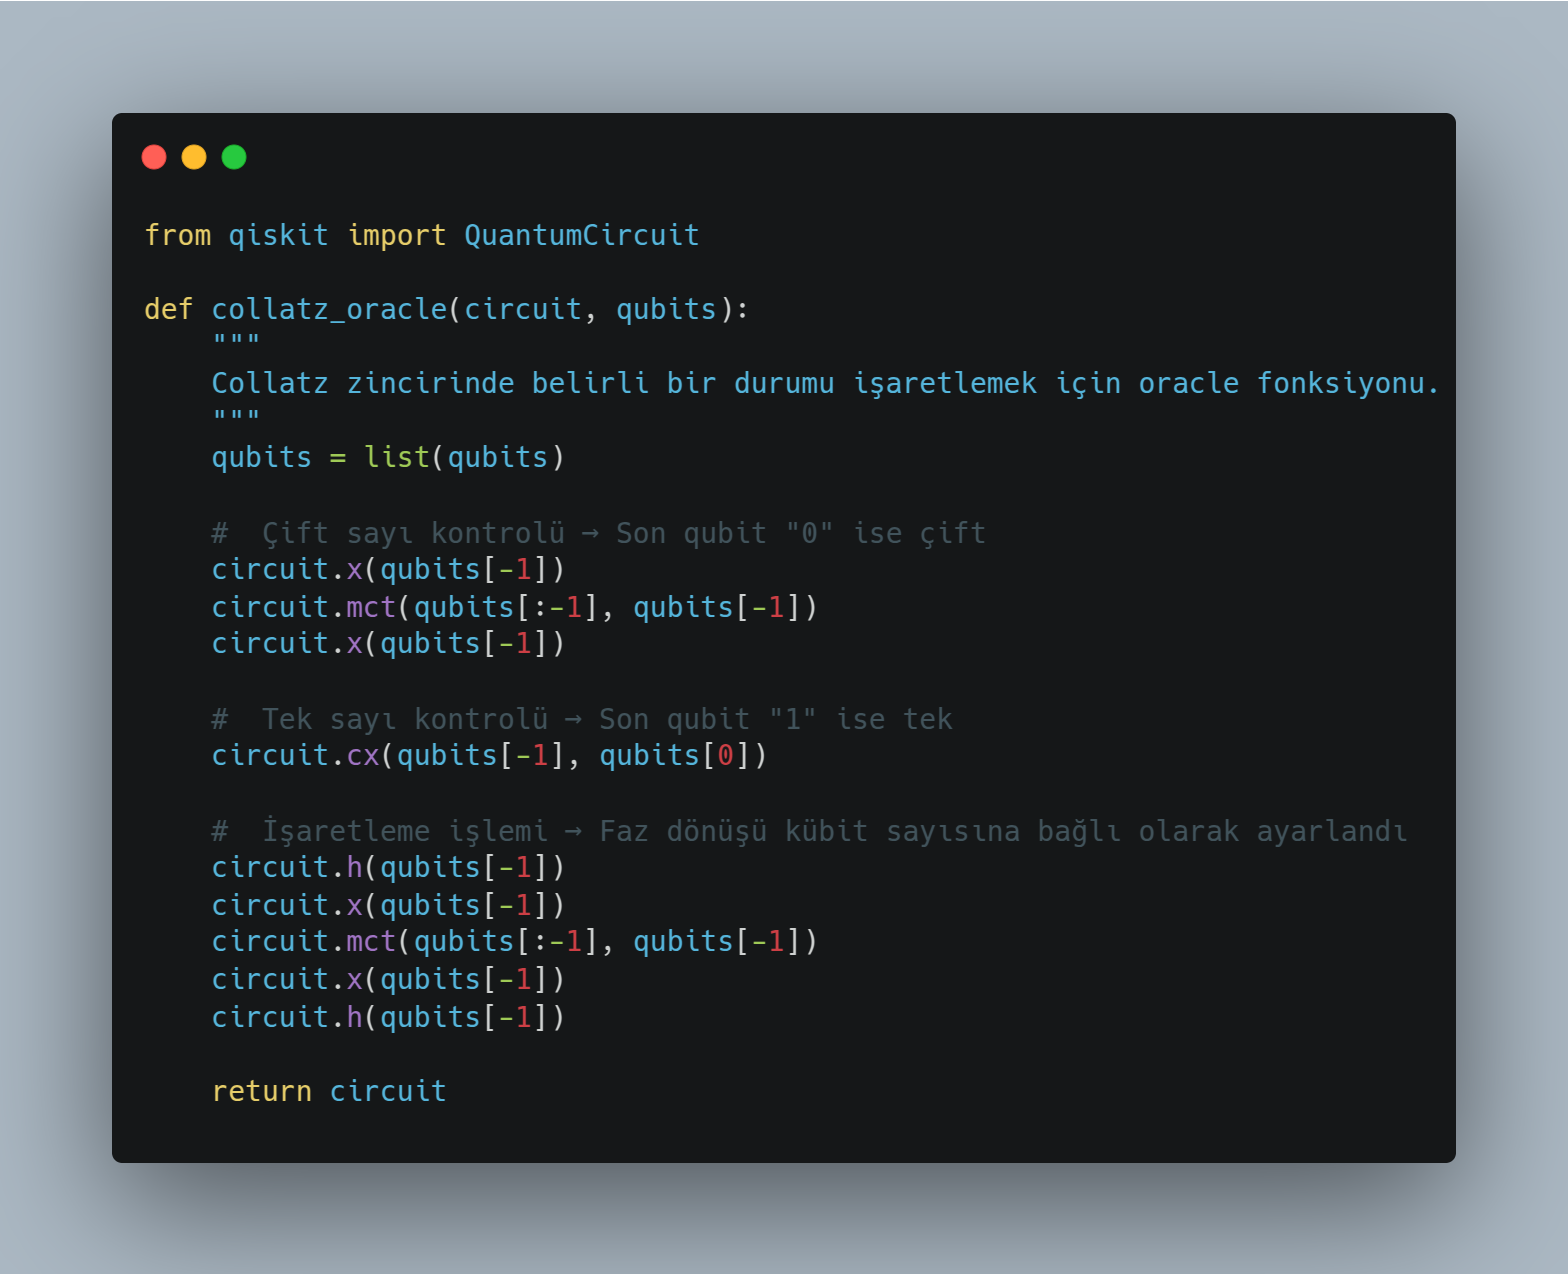 from qiskit import QuantumCircuit
def collatz_oracle(circuit, qubits):
    """
    Collatz zincirinde belirli bir durumu işaretlemek için oracle fonksiyonu.
    """
    qubits = list(qubits)
    #  Çift sayı kontrolü → Son qubit "0" ise çift
    circuit.x(qubits[-1])
    circuit.mct(qubits[:-1], qubits[-1])
    circuit.x(qubits[-1])
    #  Tek sayı kontrolü → Son qubit "1" ise tek
    circuit.cx(qubits[-1], qubits[0])
    #  İşaretleme işlemi → Faz dönüşü kübit sayısına bağlı olarak ayarlandı
    circuit.h(qubits[-1])
    circuit.x(qubits[-1])
    circuit.mct(qubits[:-1], qubits[-1])
    circuit.x(qubits[-1])
    circuit.h(qubits[-1])
    return circuit